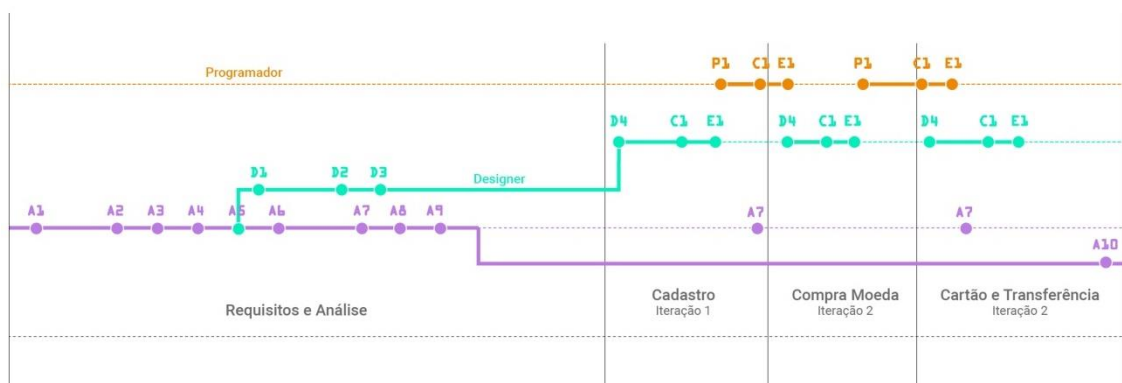 P1 C1 E1 P1 C1 E1
Programador
D4 C1 E1 D4 C1 E1 D4 C1 E1
D1 D2 D3
Designer
A1 A2 A3 A4 A5 A6 A7 A8 A9 A7 A7
A10
Cadastro Compra Moeda Cartão e Transferência
Requisitos e Análise
Iteração 1 Iteração 2 Iteração 2